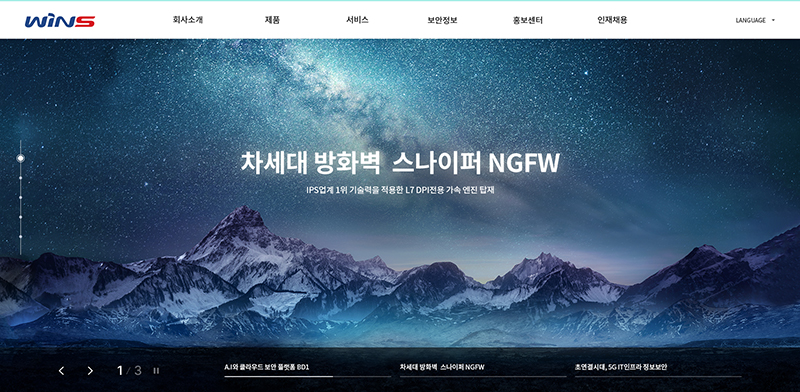 WINS
회사소개
제품
서비스
보안정보
홍보센터
인재채용
LANGUAGE
차세대 방화벽 스나이퍼 NGFW
IPS업계 1위 기술력을 적용한 L7 DPI전용 가속 엔진 탑재
1 / 3
A.I와 클라우드 보안 플랫폼 BD1
차세대 방화벽 스나이퍼 NGFW
초연결시대, 5G IT인프라 정보보안